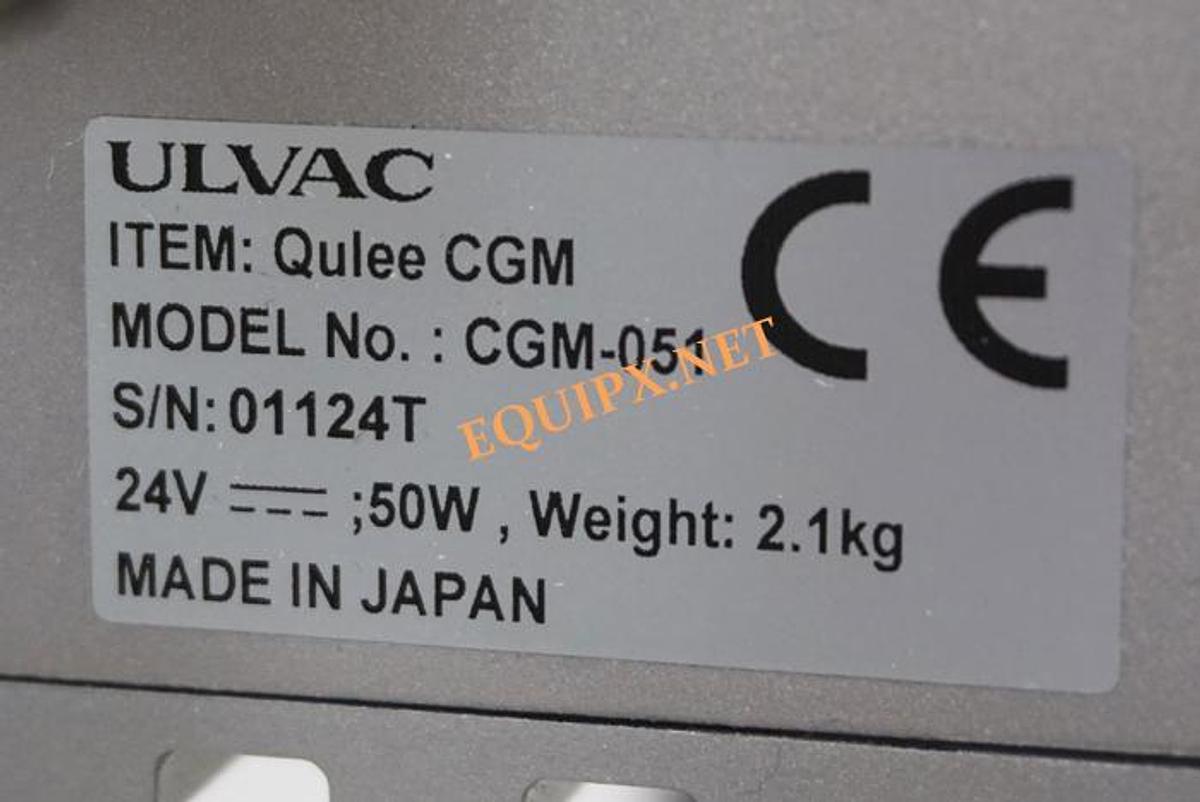 ULVAC
ITEM: Qulee CGM
MODEL No. : CGM-051
S/N: 01124T
24V ⎓ ;50W , Weight: 2.1kg
MADE IN JAPAN
CE
EQUIPX.NET